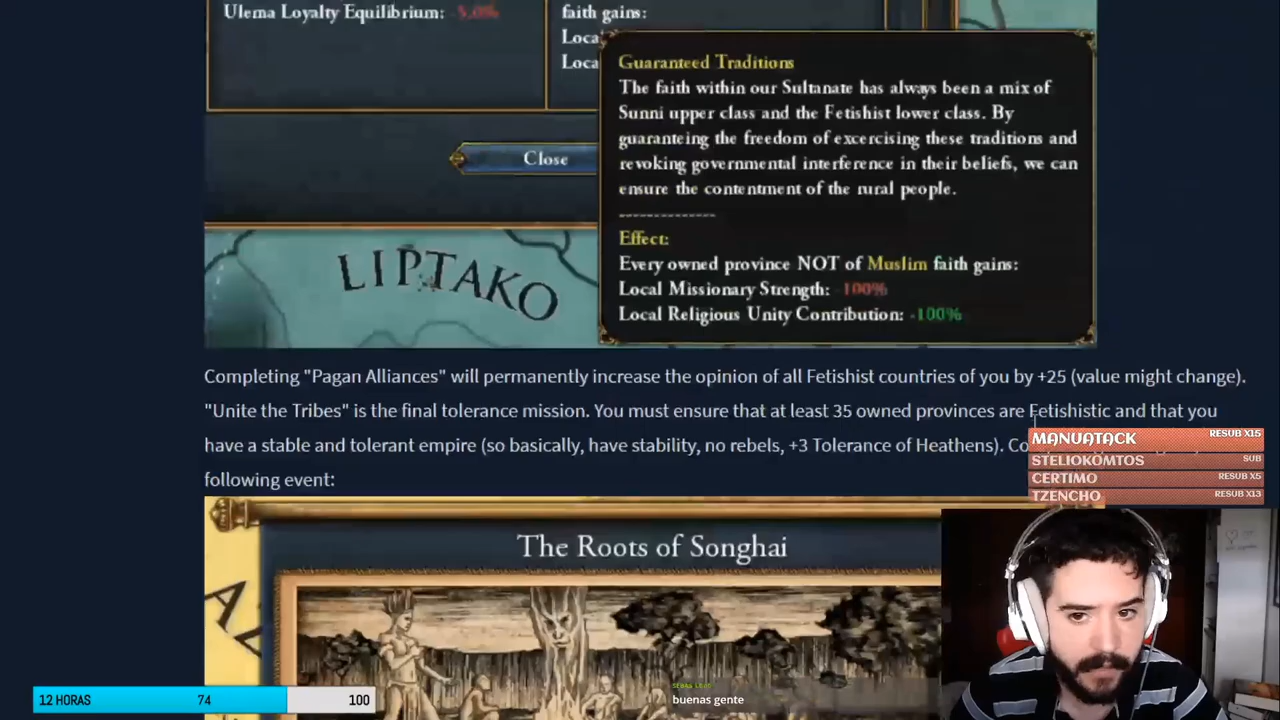 Ulema Loyalty Equilibrium: -5.0%
faith gains:
Loca
Loca
Guaranteed Traditions
The faith within our Sultanate has always been a mix of
Sunni upper class and the Fetishist lower class. By
guaranteing the freedom of excercising these traditions and
revoking governmental interference in their beliefs, we can
ensure the contentment of the rural people.
--------------
Effect:
Every owned province NOT of Muslim faith gains:
Local Missionary Strength: -100%
Local Religious Unity Contribution: -100%
Close
LIPTAKO
Completing "Pagan Alliances" will permanently increase the opinion of all Fetishist countries of you by +25 (value might change).
"Unite the Tribes" is the final tolerance mission. You must ensure that at least 35 owned provinces are Fetishistic and that you
have a stable and tolerant empire (so basically, have stability, no rebels, +3 Tolerance of Heathens). Co
following event:
MANUATACK RESUB X15
STELIOKOMTOS SUB
CERTIMO RESUB X5
TZENCHO RESUB X13
The Roots of Songhai
12 HORAS 74 100
buenas gente